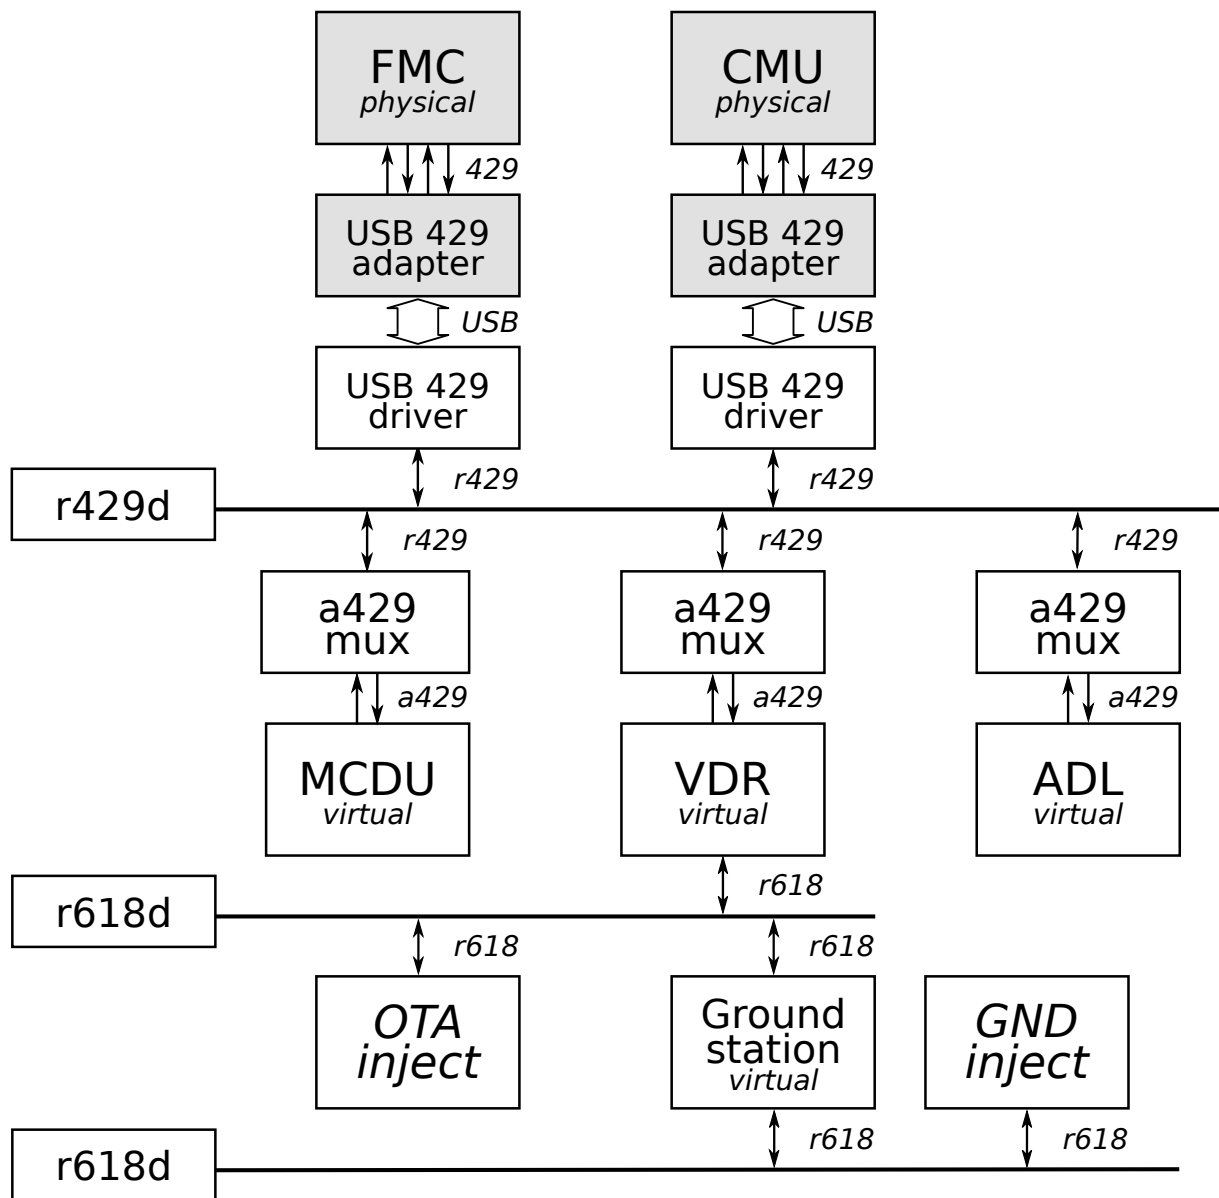 FMC
physical
CMU
physical
429
429
USB 429
adapter
USB 429
adapter
USB
USB
USB 429
driver
USB 429
driver
r429
r429
r429d
r429
r429
r429
a429
mux
a429
mux
a429
mux
a429
a429
a429
MCDU
virtual
VDR
virtual
ADL
virtual
r618
r618d
r618
r618
OTA
inject
Ground
station
virtual
GND
inject
r618
r618
r618d